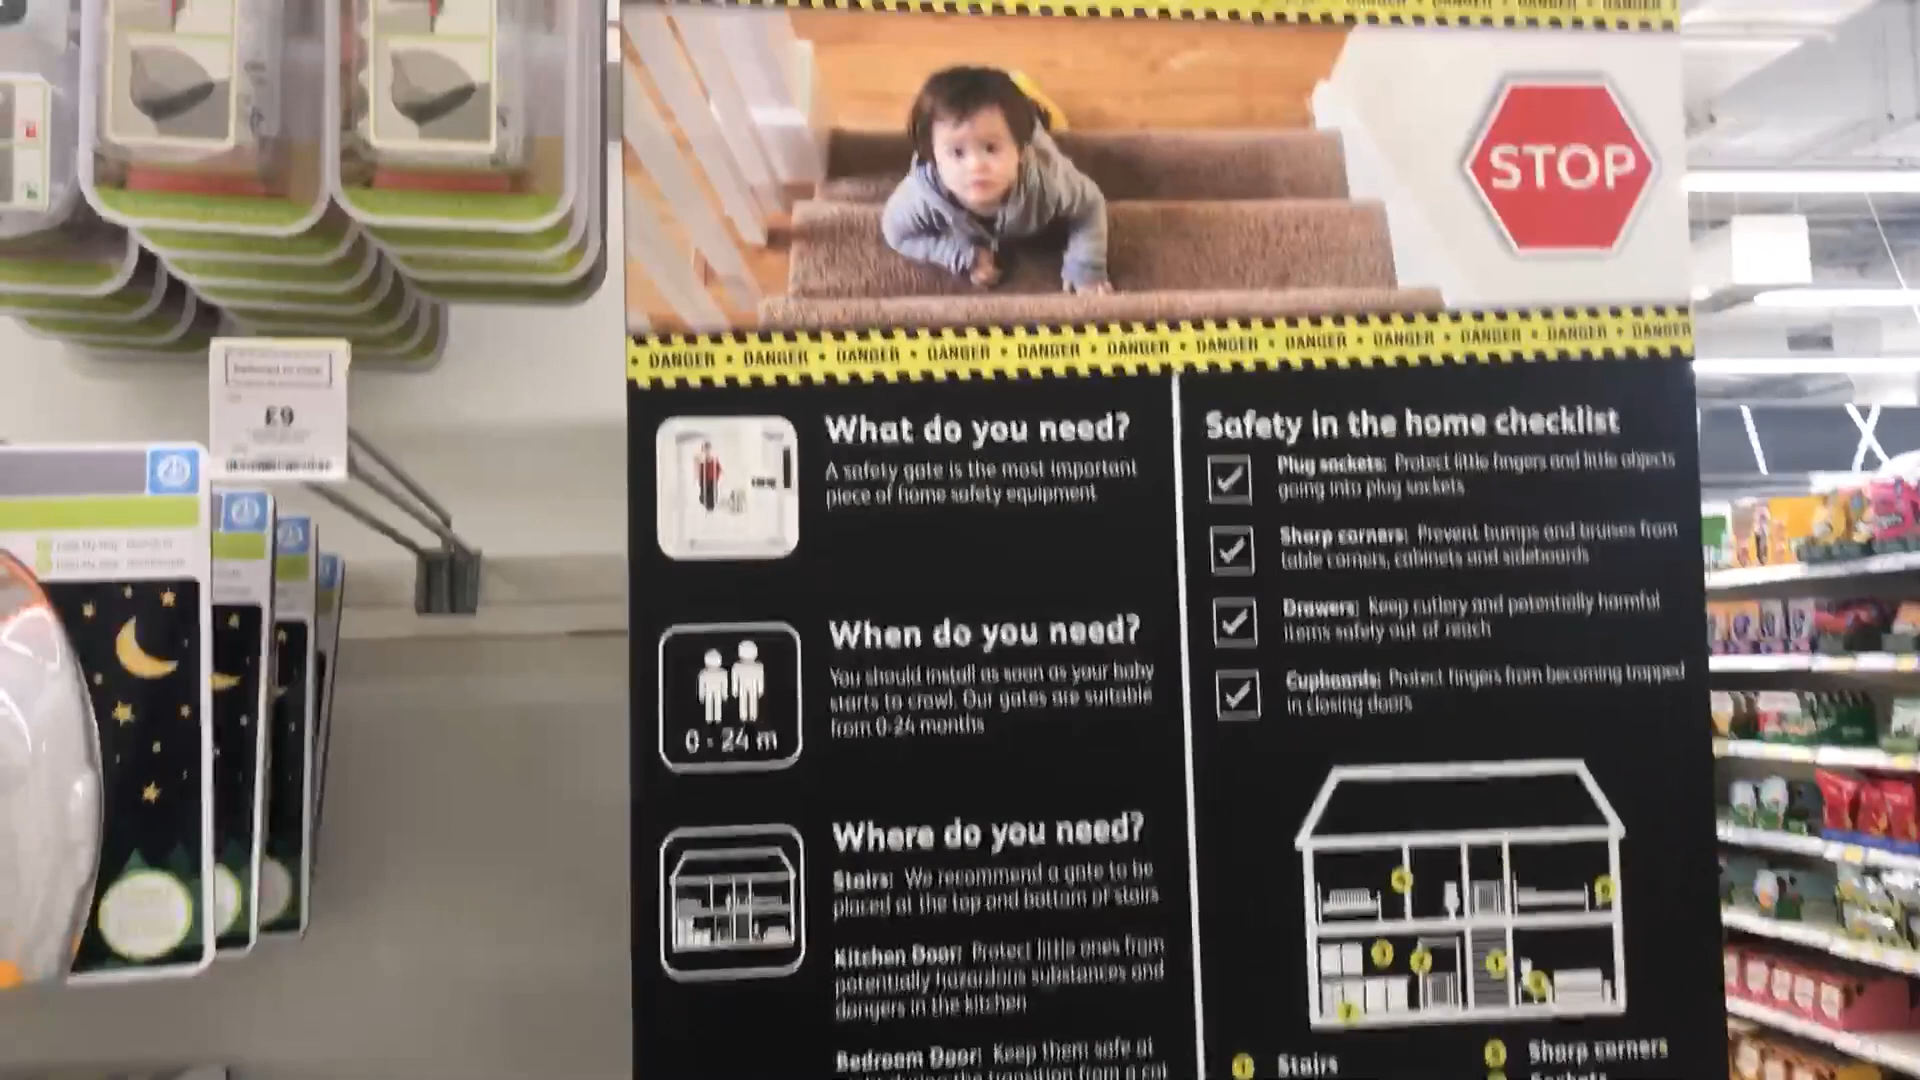 STOP
• DANGER • DANGER • DANGER • DANGER • DANGER • DANGER • DANGER • DANGER • DANGER • DANGER • DANGER • DANGER
£9
What do you need?
A safety gate is the most important
piece of home safety equipment
When do you need?
You should install as soon as your baby
starts to crawl. Our gates are suitable
from 0-24 months
0 - 24 m
Where do you need?
Stairs: We recommend a gate to be
placed at the top and bottom of stairs
Kitchen Door: Protect little ones from
potentially hazardous substances and
dangers in the kitchen
Bedroom Door: Keep them safe at
during the transition from a cot
Safety in the home checklist
Plug sockets: Protect little fingers and little objects
going into plug sockets
Sharp corners: Prevent bumps and bruises from
table corners, cabinets and sideboards
Drawers: Keep cutlery and potentially harmful
items safely out of reach
Cupboards: Protect fingers from becoming trapped
in closing doors
Stairs
Sharp corners
Sockets